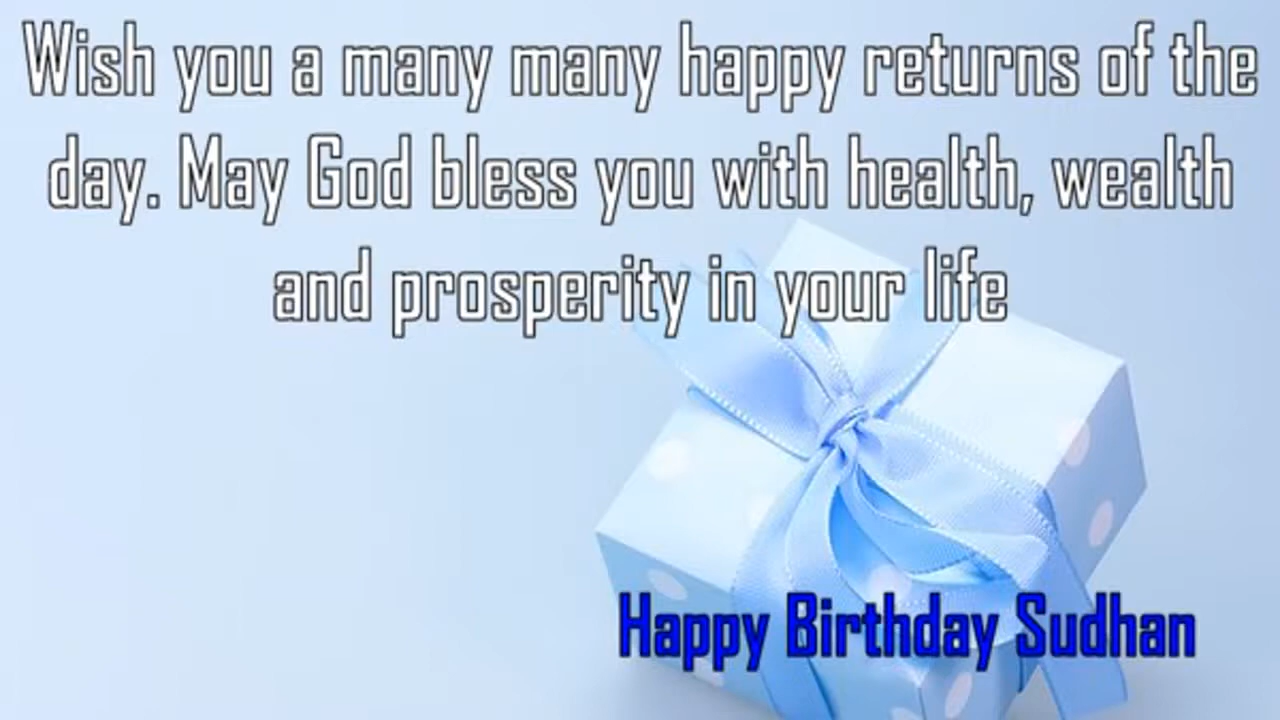 Wish you a many many happy returns of the
day. May God bless you with health, wealth
and prosperity in your life
Happy Birthday Sudhan